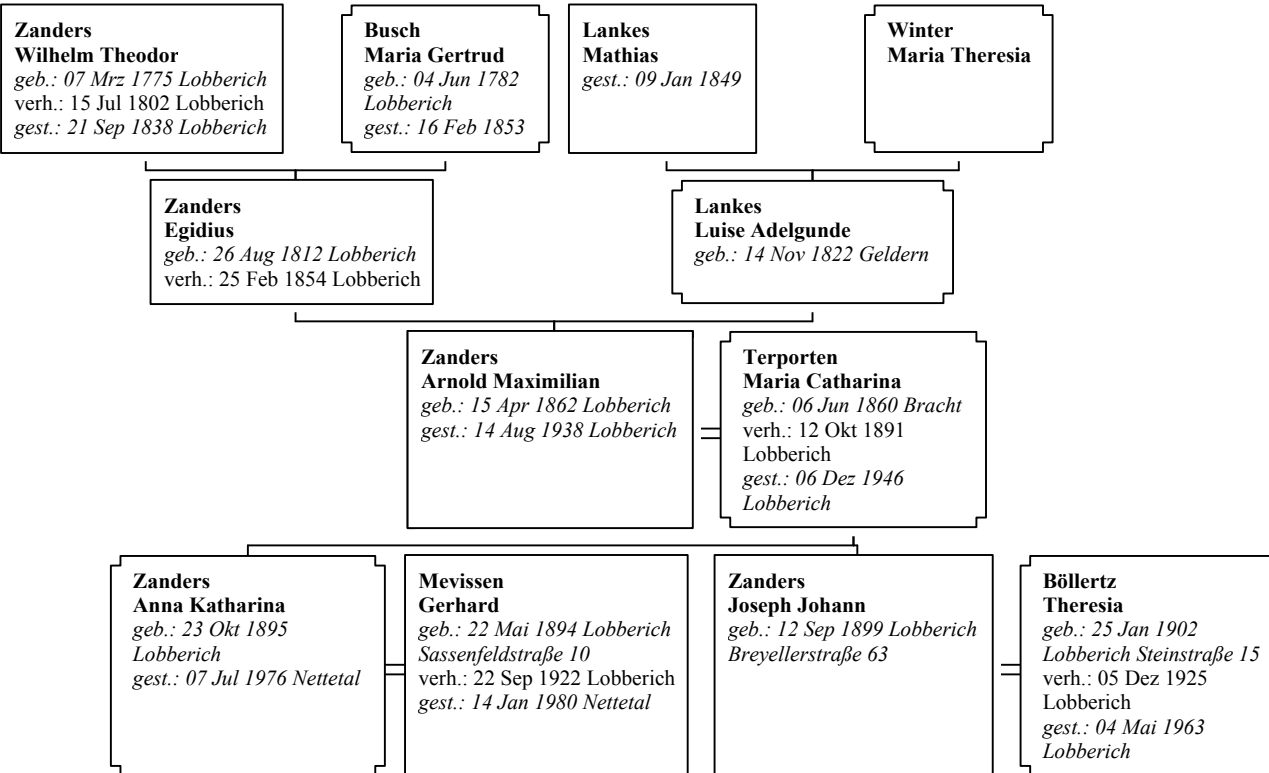 Zanders
Wilhelm Theodor
geb.: 07 Mrz 1775 Lobberich
verh.: 15 Jul 1802 Lobberich
gest.: 21 Sep 1838 Lobberich
Busch
Maria Gertrud
geb.: 04 Jun 1782
Lobberich
gest.: 16 Feb 1853
Lankes
Mathias
gest.: 09 Jan 1849
Winter
Maria Theresia
Zanders
Egidius
geb.: 26 Aug 1812 Lobberich
verh.: 25 Feb 1854 Lobberich
Lankes
Luise Adelgunde
geb.: 14 Nov 1822 Geldern
Zanders
Arnold Maximilian
geb.: 15 Apr 1862 Lobberich
gest.: 14 Aug 1938 Lobberich
Terporten
Maria Catharina
geb.: 06 Jun 1860 Bracht
verh.: 12 Okt 1891
Lobberich
gest.: 06 Dez 1946
Lobberich
Zanders
Anna Katharina
geb.: 23 Okt 1895
Lobberich
gest.: 07 Jul 1976 Nettetal
Mevissen
Gerhard
geb.: 22 Mai 1894 Lobberich
Sassenfeldstraße 10
verh.: 22 Sep 1922 Lobberich
gest.: 14 Jan 1980 Nettetal
Zanders
Joseph Johann
geb.: 12 Sep 1899 Lobberich
Breyellerstraße 63
Böllertz
Theresia
geb.: 25 Jan 1902
Lobberich Steinstraße 15
verh.: 05 Dez 1925
Lobberich
gest.: 04 Mai 1963
Lobberich